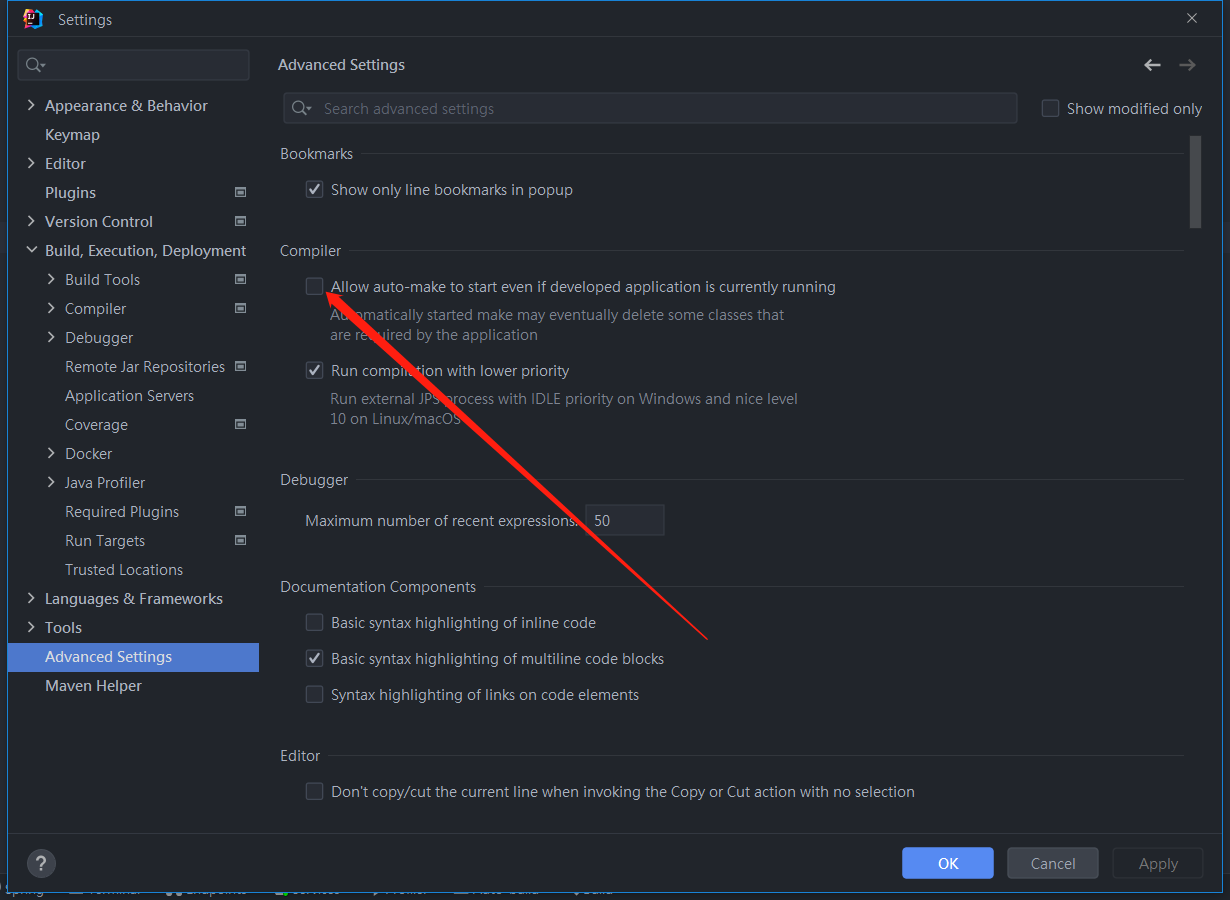 Settings
Advanced Settings
Search advanced settings
Show modified only
Appearance & Behavior
Keymap
Editor
Plugins
Version Control
Build, Execution, Deployment
Build Tools
Compiler
Debugger
Remote Jar Repositories
Application Servers
Coverage
Docker
Java Profiler
Required Plugins
Run Targets
Trusted Locations
Languages & Frameworks
Tools
Advanced Settings
Maven Helper
Bookmarks
Show only line bookmarks in popup
Compiler
Allow auto-make to start even if developed application is currently running
Automatically started make may eventually delete some classes that
are required by the application
Run compilation with lower priority
Run external JPS process with IDLE priority on Windows and nice level
10 on Linux/macOS
Debugger
Maximum number of recent expressions: 50
Documentation Components
Basic syntax highlighting of inline code
Basic syntax highlighting of multiline code blocks
Syntax highlighting of links on code elements
Editor
Don't copy/cut the current line when invoking the Copy or Cut action with no selection
?
OK
Cancel
Apply